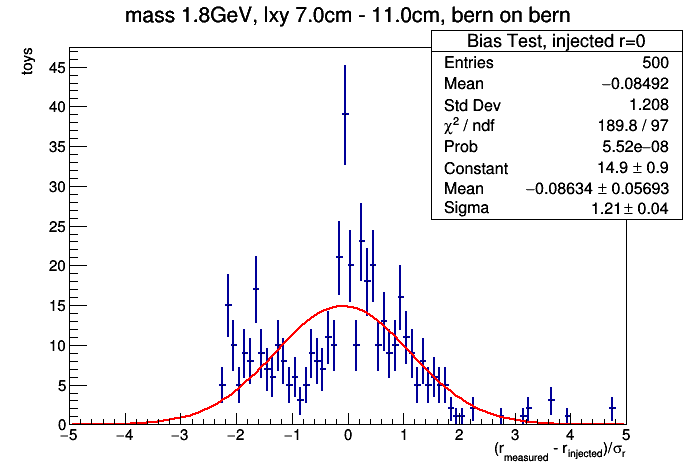 mass 1.8GeV, lxy 7.0cm - 11.0cm, bern on bern
Bias Test, injected r=0
Entries 500
Mean −0.08492
Std Dev 1.208
χ² / ndf 189.8 / 97
Prob 5.52e−08
Constant 14.9 ± 0.9
Mean −0.08634 ± 0.05693
Sigma 1.21 ± 0.04
toys
45
40
35
30
25
20
15
10
5
0
−5 −4 −3 −2 −1 0 1 2 3 4 5
(r_measured - r_injected)/σ_r